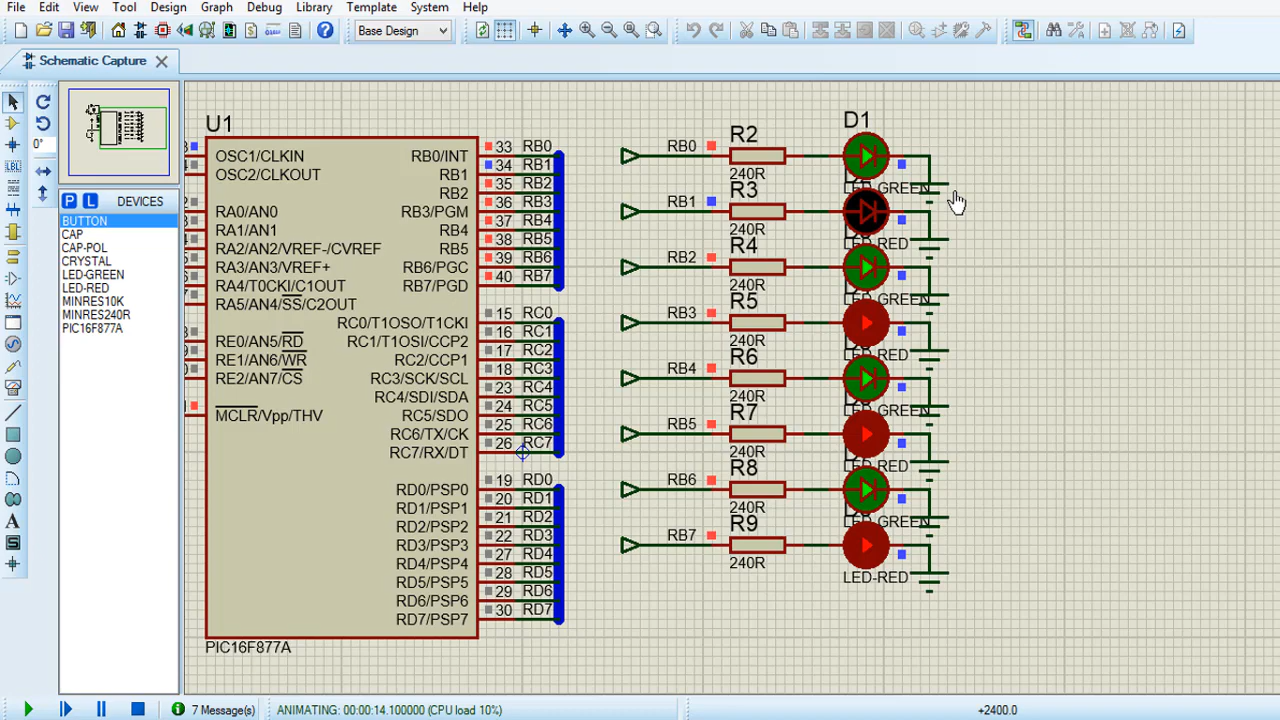 File Edit View Tool Design Graph Debug Library Template System Help
Base Design
Schematic Capture
0°
P L DEVICES
BUTTON
CAP
CAP-POL
CRYSTAL
LED-GREEN
LED-RED
MINRES10K
MINRES240R
PIC16F877A
U1
OSC1/CLKIN
OSC2/CLKOUT
RA0/AN0
RA1/AN1
RA2/AN2/VREF-/CVREF
RA3/AN3/VREF+
RA4/T0CKI/C1OUT
RA5/AN4/SS/C2OUT
RE0/AN5/RD
RE1/AN6/WR
RE2/AN7/CS
MCLR/Vpp/THV
RB0/INT 33 RB0
RB1 34 RB1
RB2 35 RB2
RB3/PGM 36 RB3
RB4 37 RB4
RB5 38 RB5
RB6/PGC 39 RB6
RB7/PGD 40 RB7
RC0/T1OSO/T1CKI 15 RC0
RC1/T1OSI/CCP2 16 RC1
RC2/CCP1 17 RC2
RC3/SCK/SCL 18 RC3
RC4/SDI/SDA 23 RC4
RC5/SDO 24 RC5
RC6/TX/CK 25 RC6
RC7/RX/DT 26 RC7
RD0/PSP0 19 RD0
RD1/PSP1 20 RD1
RD2/PSP2 21 RD2
RD3/PSP3 22 RD3
RD4/PSP4 27 RD4
RD5/PSP5 28 RD5
RD6/PSP6 29 RD6
RD7/PSP7 30 RD7
PIC16F877A
D1
RB0 R2
240R LED-GREEN
RB1 R3
240R LED-RED
RB2 R4
240R LED-GREEN
RB3 R5
240R LED-RED
RB4 R6
240R LED-GREEN
RB5 R7
240R LED-RED
RB6 R8
240R LED-GREEN
RB7 R9
240R LED-RED
7 Message(s) ANIMATING: 00:00:14.100000 (CPU load 10%) +2400.0